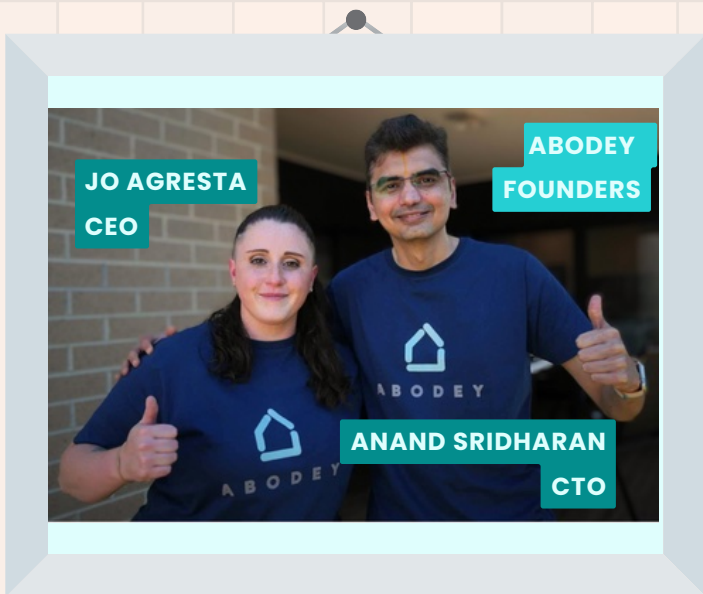 ABODEY
FOUNDERS
JO AGRESTA
CEO
ABODEY
ABODEY
ANAND SRIDHARAN
CTO